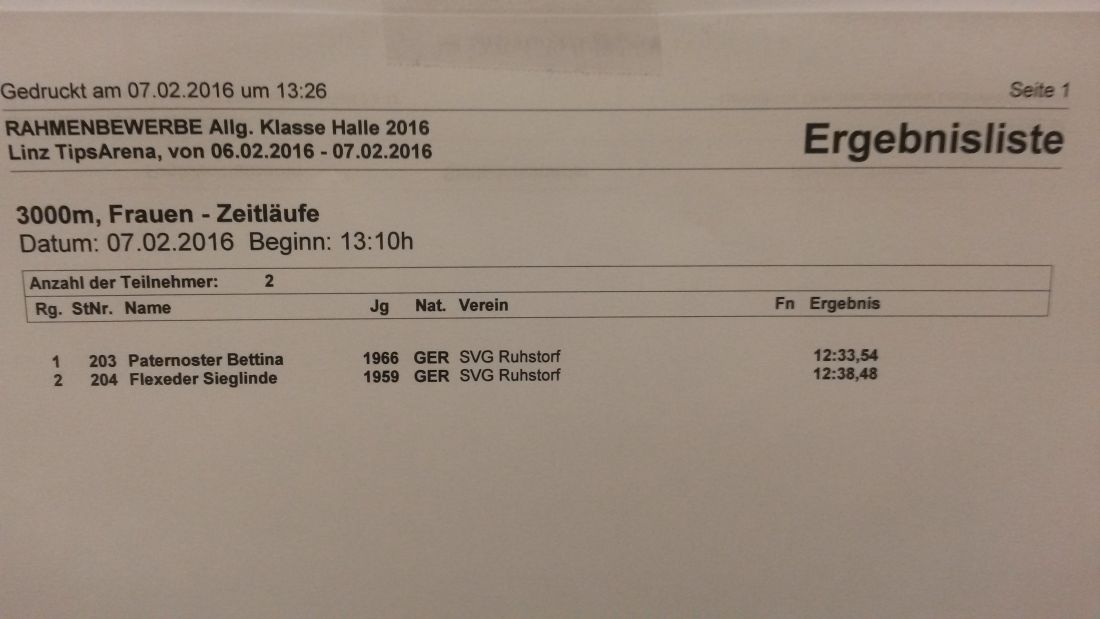 Gedruckt am 07.02.2016 um 13:26 Seite 1
RAHMENBEWERBE Allg. Klasse Halle 2016
Linz TipsArena, von 06.02.2016 - 07.02.2016
Ergebnisliste
3000m, Frauen - Zeitläufe
Datum: 07.02.2016 Beginn: 13:10h
Anzahl der Teilnehmer: 2
Rg. StNr. Name Jg Nat. Verein Fn Ergebnis
1 203 Paternoster Bettina 1966 GER SVG Ruhstorf 12:33,54
2 204 Flexeder Sieglinde 1959 GER SVG Ruhstorf 12:38,48